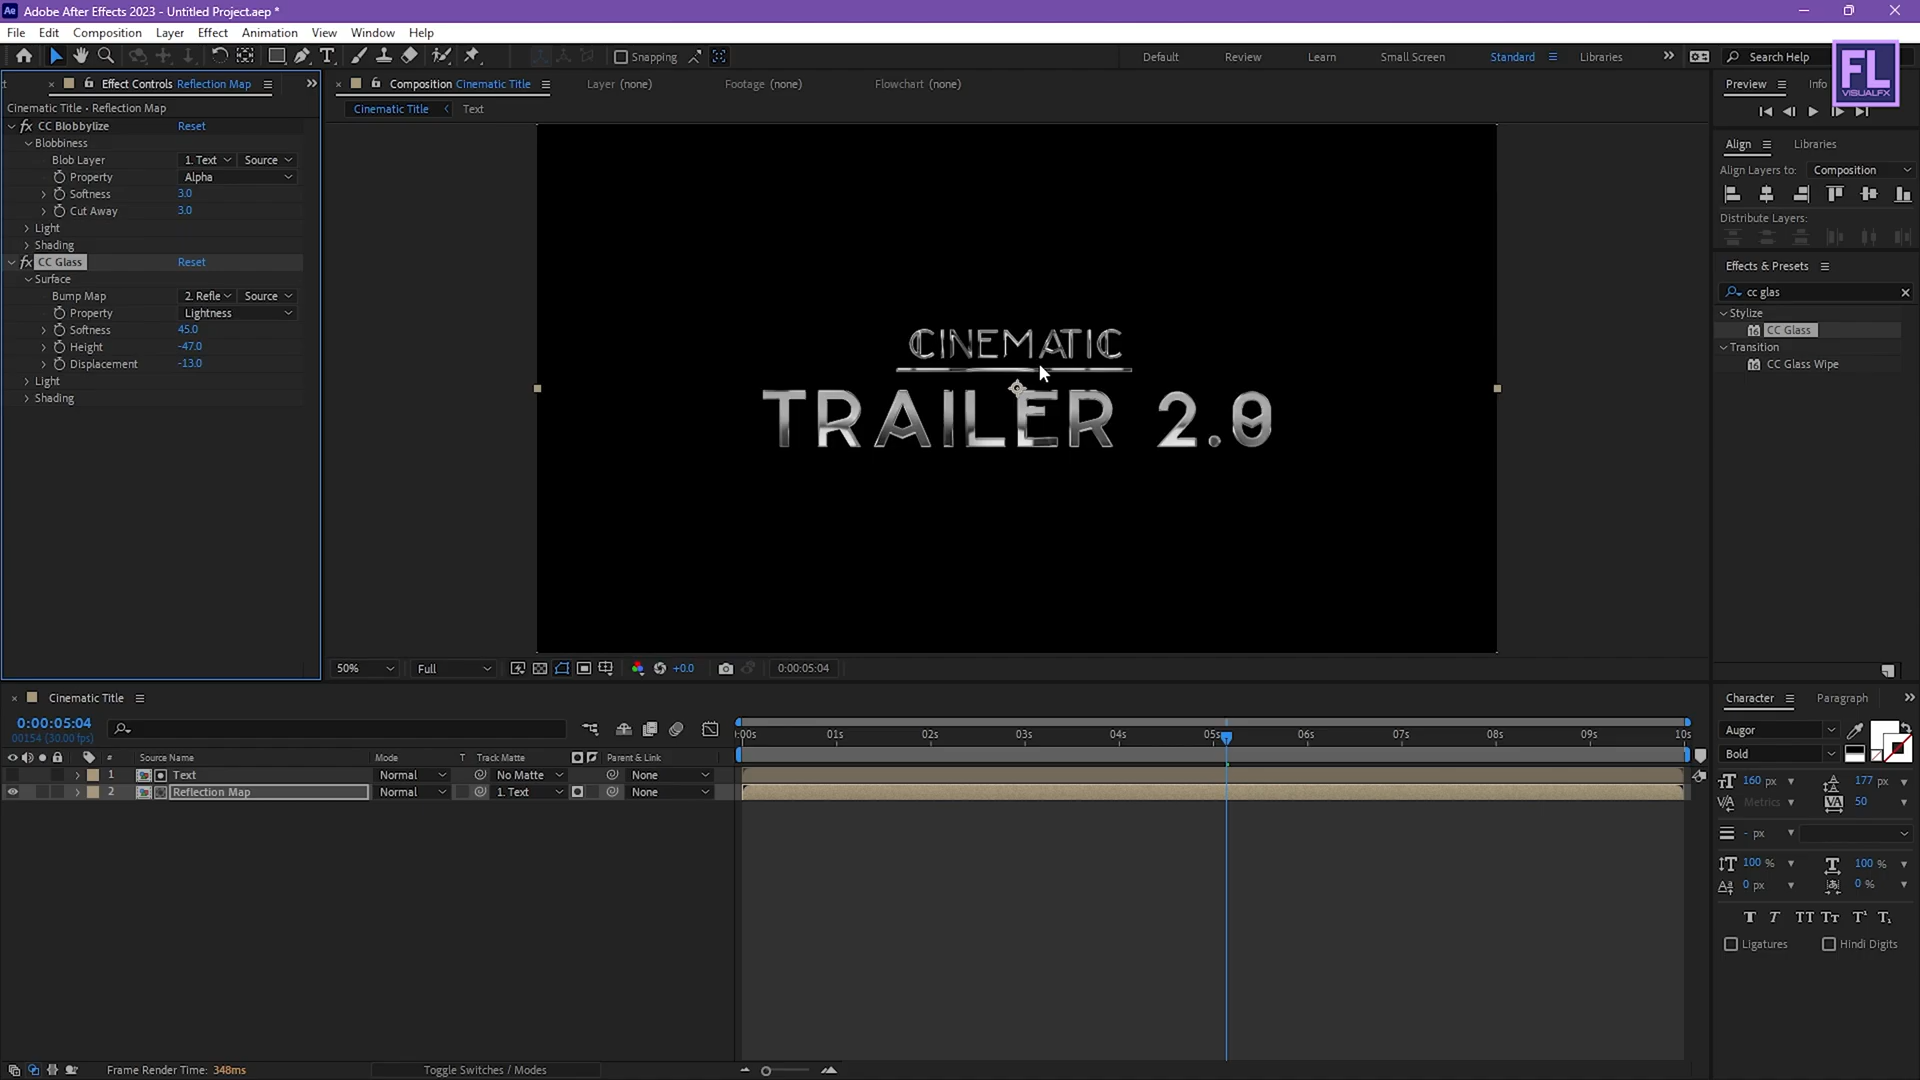 Adobe After Effects 2023 - Untitled Project.aep *
File Edit Composition Layer Effect Animation View Window Help
Snapping
Default Review Learn Small Screen Standard Libraries
Search Help
FL
VISUALFX
Effect Controls Reflection Map
Cinematic Title • Reflection Map
fx CC Blobbylize Reset
Blobbiness
Blob Layer 1. Text Source
Property Alpha
Softness 3.0
Cut Away 3.0
Light
Shading
fx CC Glass Reset
Surface
Bump Map 2. Refle Source
Property Lightness
Softness 45.0
Height -47.0
Displacement -13.0
Light
Shading
Composition Cinematic Title
Layer (none)
Footage (none)
Flowchart (none)
Cinematic Title Text
CINEMATIC
TRAILER 2.0
50% Full +0.0 0:00:05:04
Preview Info
Align Libraries
Align Layers to: Composition
Distribute Layers:
Effects & Presets
cc glas
Stylize
CC Glass
Transition
CC Glass Wipe
Cinematic Title
0:00:05:04
00154 (30.00 fps)
# Source Name Mode T Track Matte Parent & Link
1 Text Normal No Matte None
2 Reflection Map Normal 1. Text None
:00s 01s 02s 03s 04s 05s 06s 07s 08s 09s 10s
Frame Render Time: 348ms
Toggle Switches / Modes
Character Paragraph
Augor
Bold
160 px 177 px
Metrics 50
- px
100 % 100 %
0 px 0 %
T T TT Tт T¹ T₁
Ligatures Hindi Digits